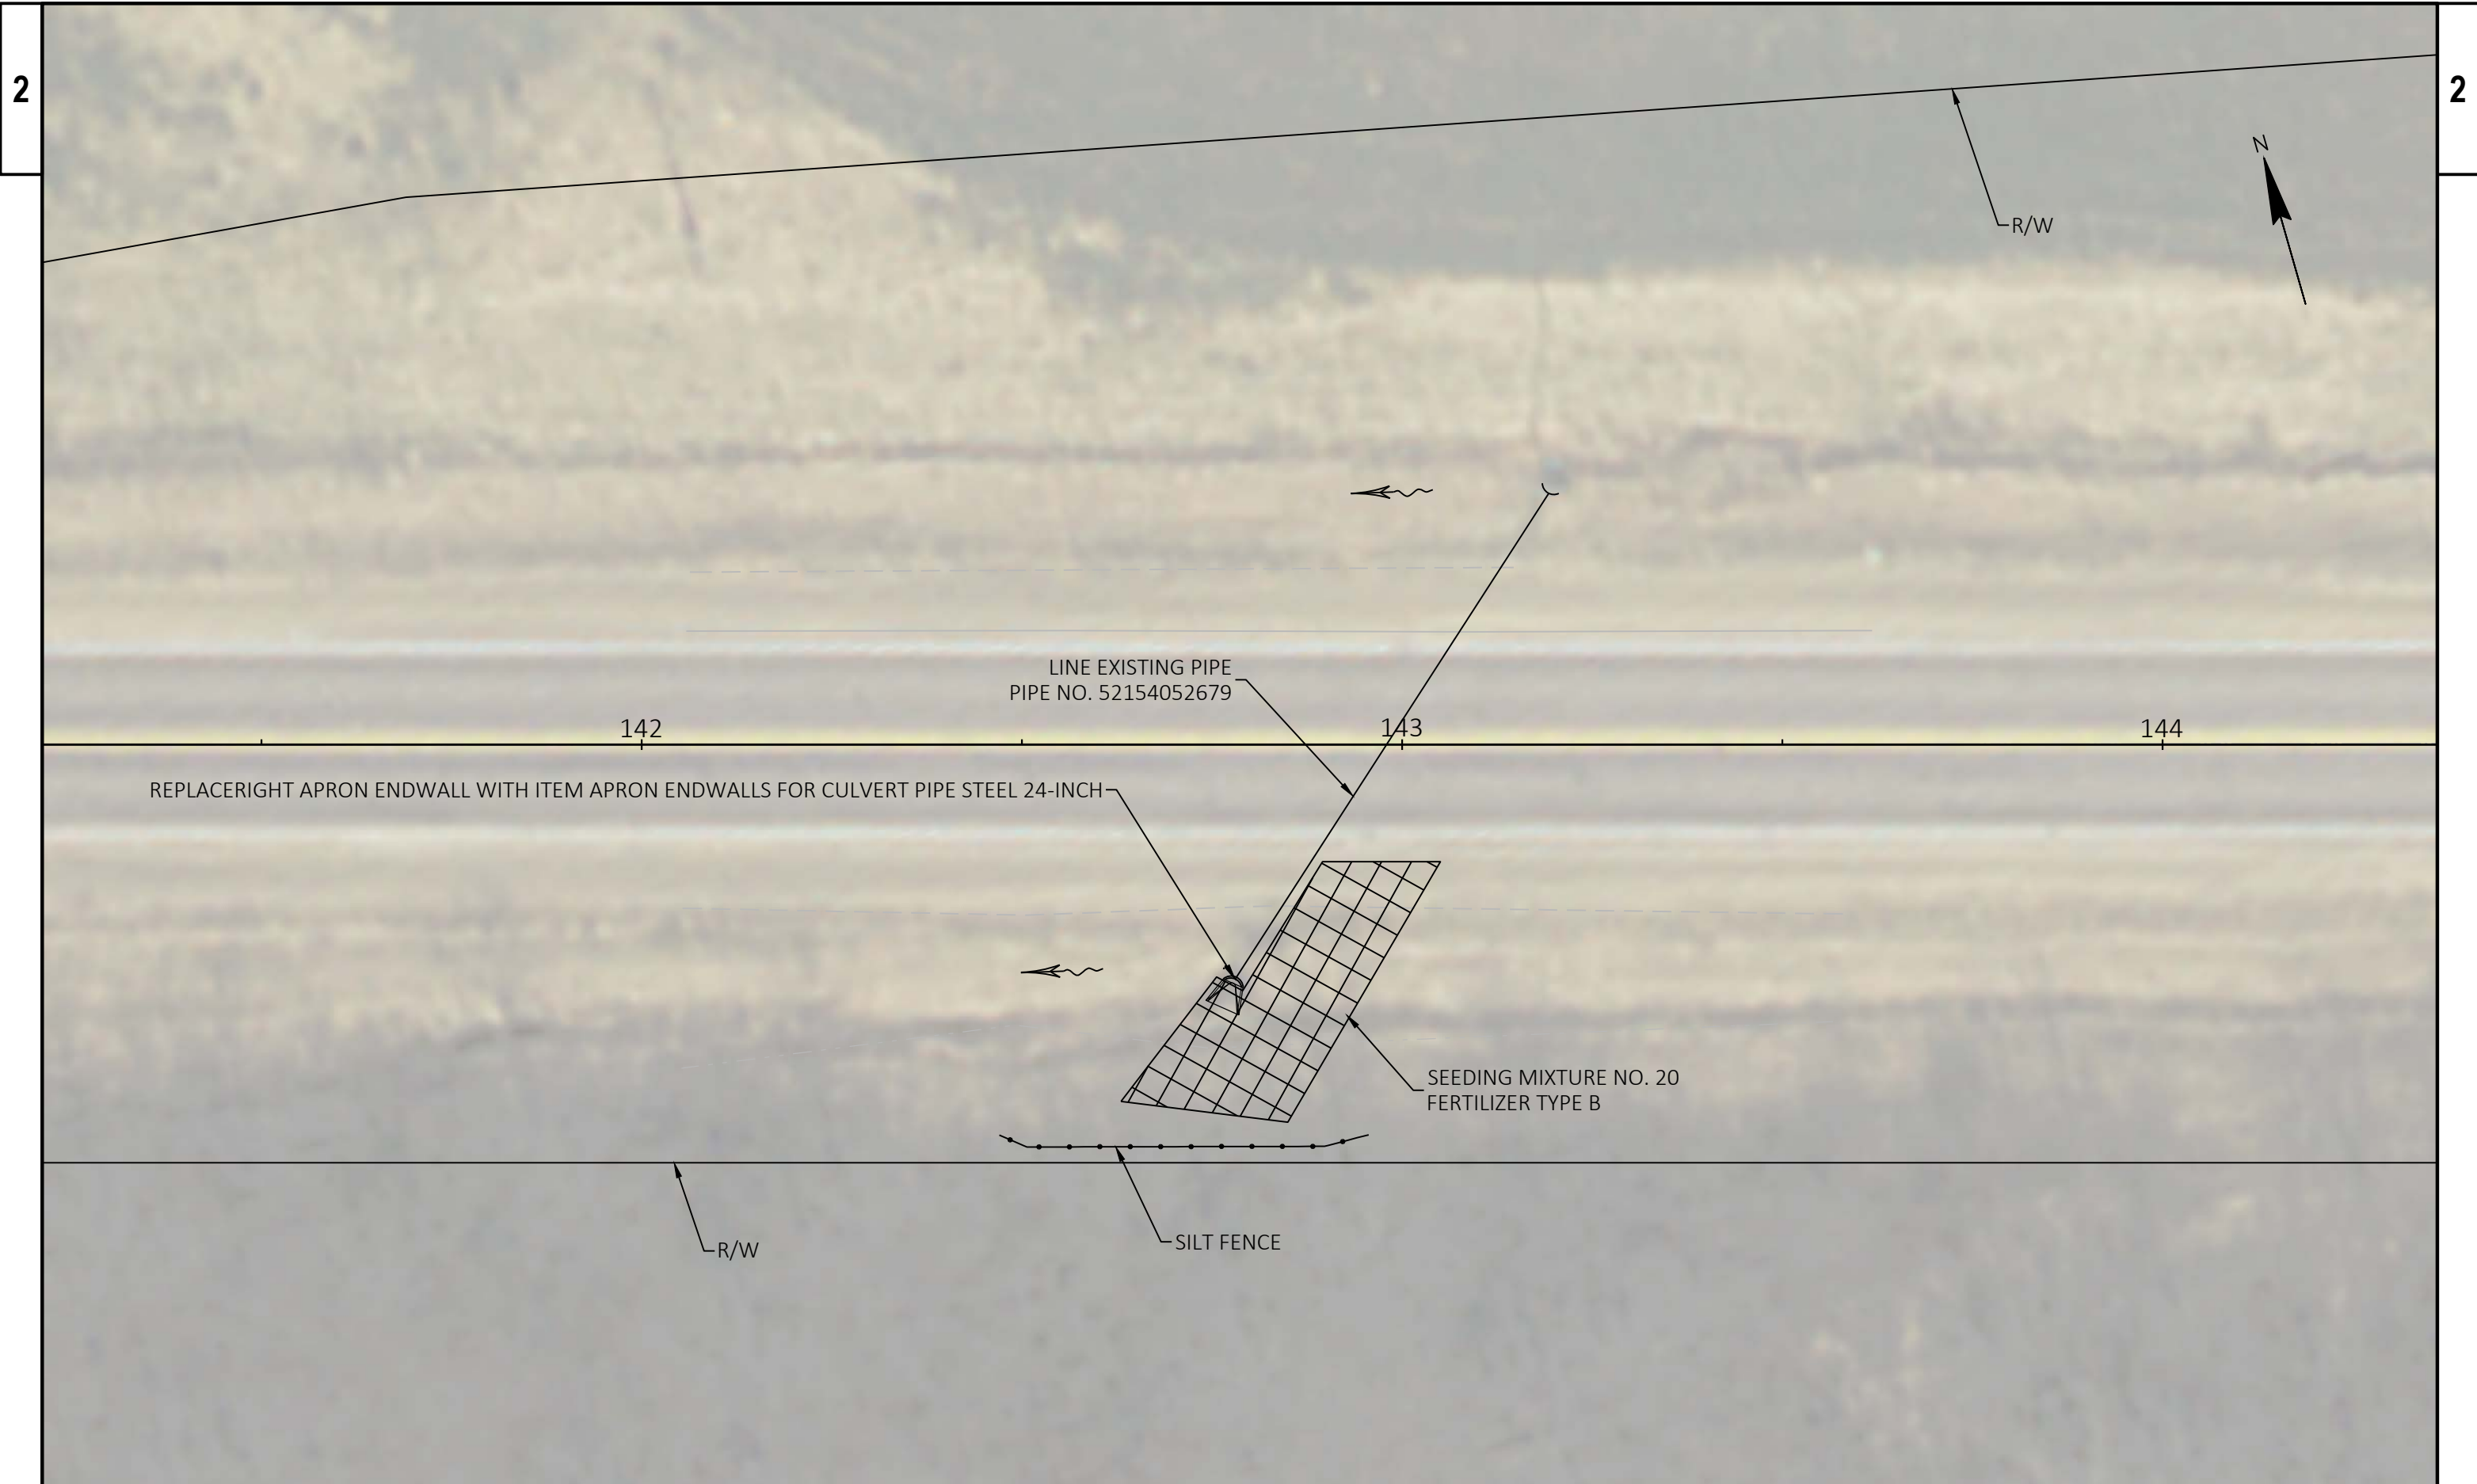 2
2
N
R/W
LINE EXISTING PIPE
PIPE NO. 52154052679
142
143
144
REPLACERIGHT APRON ENDWALL WITH ITEM APRON ENDWALLS FOR CULVERT PIPE STEEL 24-INCH
SEEDING MIXTURE NO. 20
FERTILIZER TYPE B
R/W
SILT FENCE